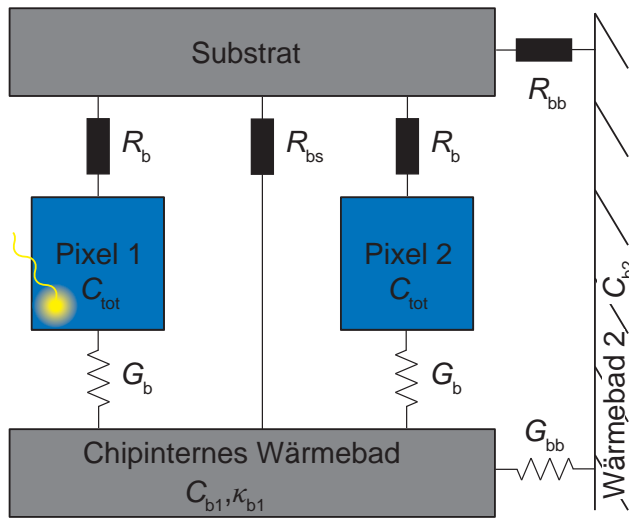 Substrat
R_bb
R_b
R_bs
R_b
Pixel 1
C_tot
Pixel 2
C_tot
C_b2
Wärmebad 2
G_b
G_b
G_bb
Chipinternes Wärmebad
C_b1,κ_b1